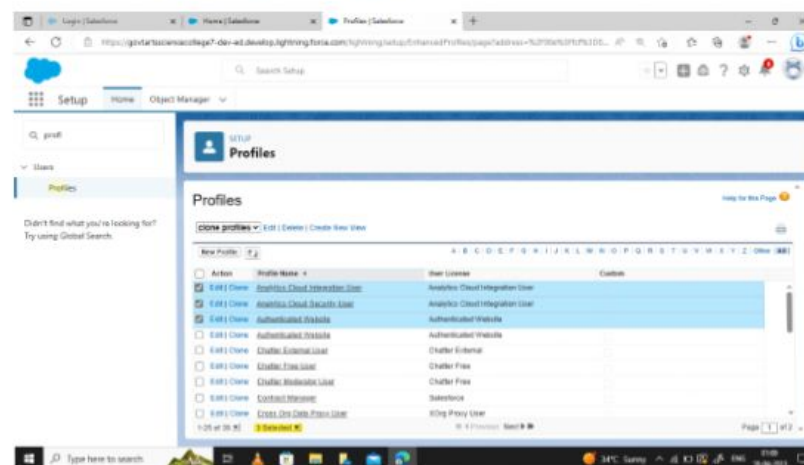 Login | Salesforce
Home | Salesforce
Profiles | Salesforce
Search Setup
Setup
Home
Object Manager
profi
Users
Profiles
Didn't find what you're looking for?
Try using Global Search.
SETUP
Profiles
Profiles
Help for this Page
clone profiles Edit | Delete | Create New View
New Profile
A B C D E F G H I J K L M N O P Q R S T U V W X Y Z Other All
Action Profile Name User License Custom
Edit | Clone Analytics Cloud Integration User Analytics Cloud Integration User
Edit | Clone Analytics Cloud Security User Analytics Cloud Integration User
Edit | Clone Authenticated Website Authenticated Website
Edit | Clone Authenticated Website Authenticated Website
Edit | Clone Chatter External User Chatter External
Edit | Clone Chatter Free User Chatter Free
Edit | Clone Chatter Moderator User Chatter Free
Edit | Clone Contract Manager Salesforce
Edit | Clone Cross Org Data Proxy User XOrg Proxy User
3 Selected
Previous Next
Page 1 of 2
Type here to search
34°C Sunny
ENG